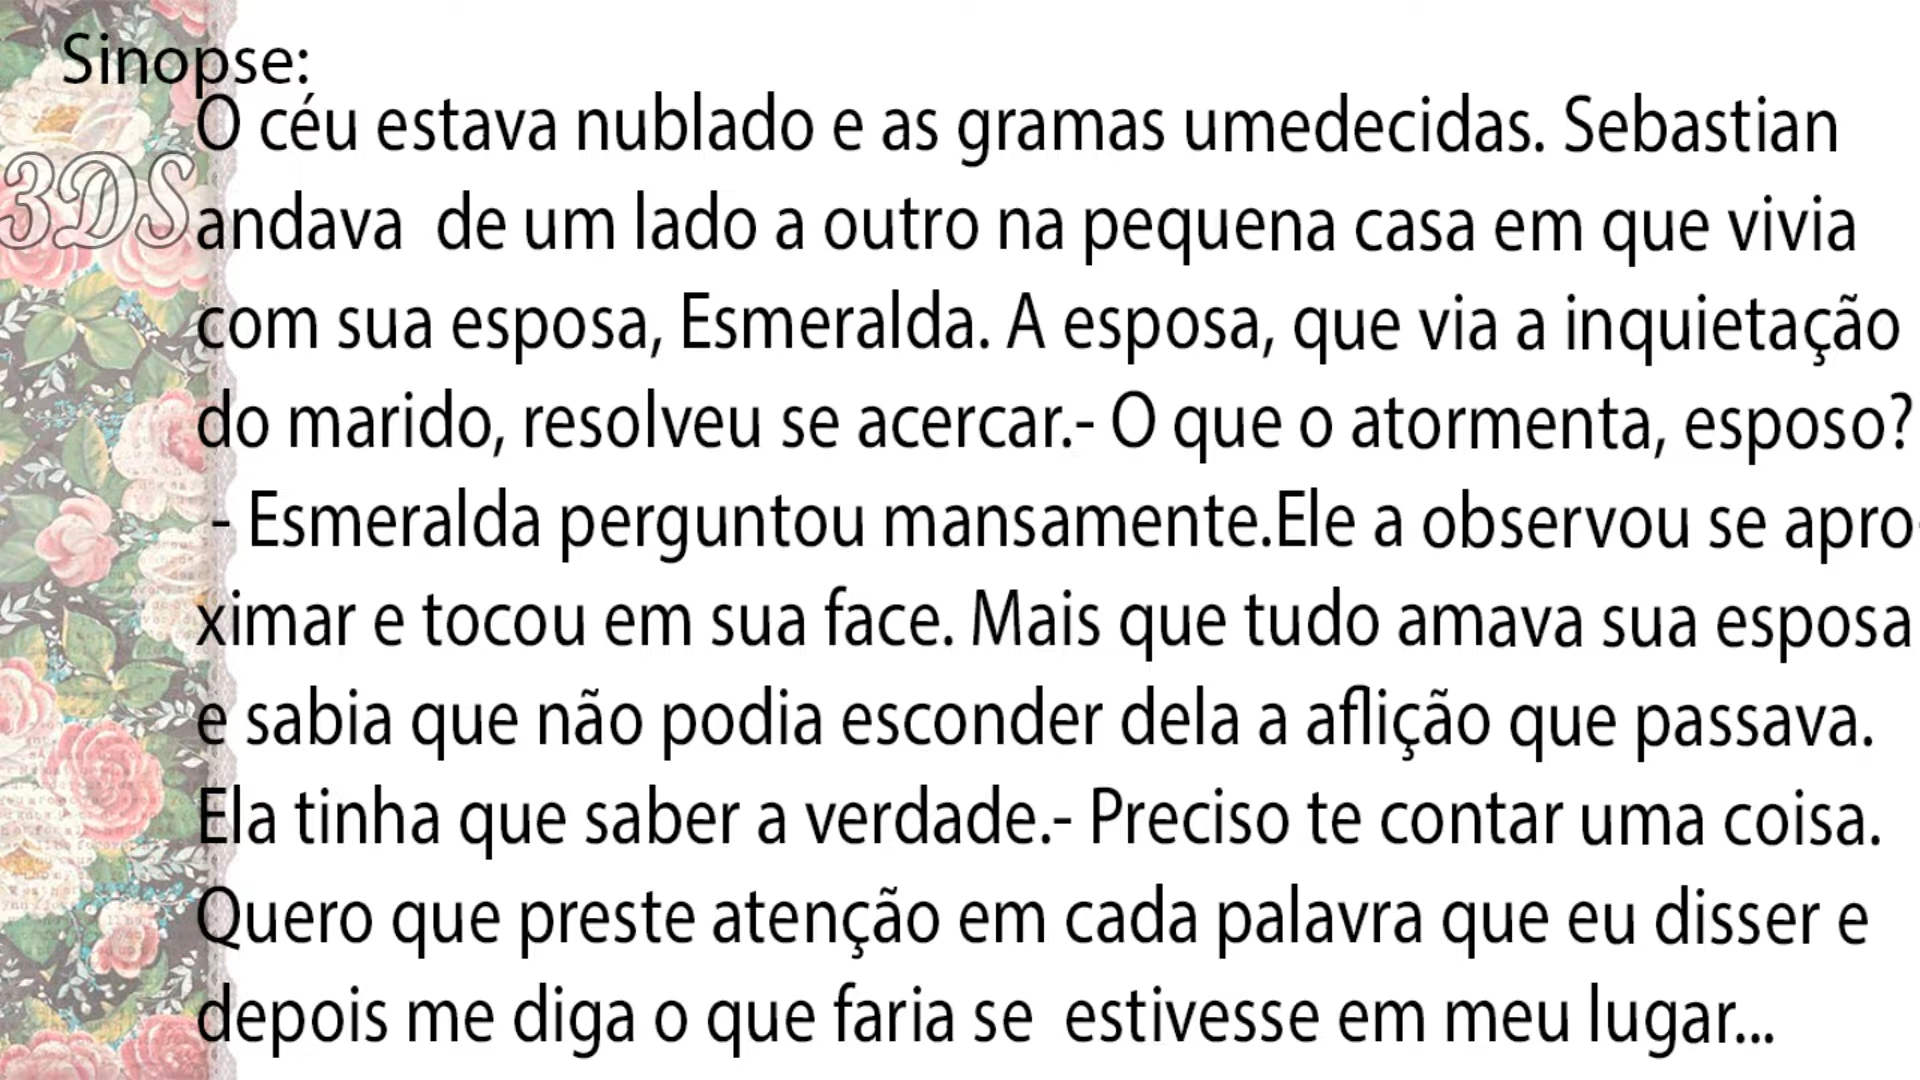 Sinopse:
O céu estava nublado e as gramas umedecidas. Sebastian
3DS
andava  de um lado a outro na pequena casa em que vivia
com sua esposa, Esmeralda. A esposa, que via a inquietação
do marido, resolveu se acercar.- O que o atormenta, esposo?
- Esmeralda perguntou mansamente.Ele a observou se apro-
ximar e tocou em sua face. Mais que tudo amava sua esposa
e sabia que não podia esconder dela a aflição que passava.
Ela tinha que saber a verdade.- Preciso te contar uma coisa.
Quero que preste atenção em cada palavra que eu disser e
depois me diga o que faria se  estivesse em meu lugar...